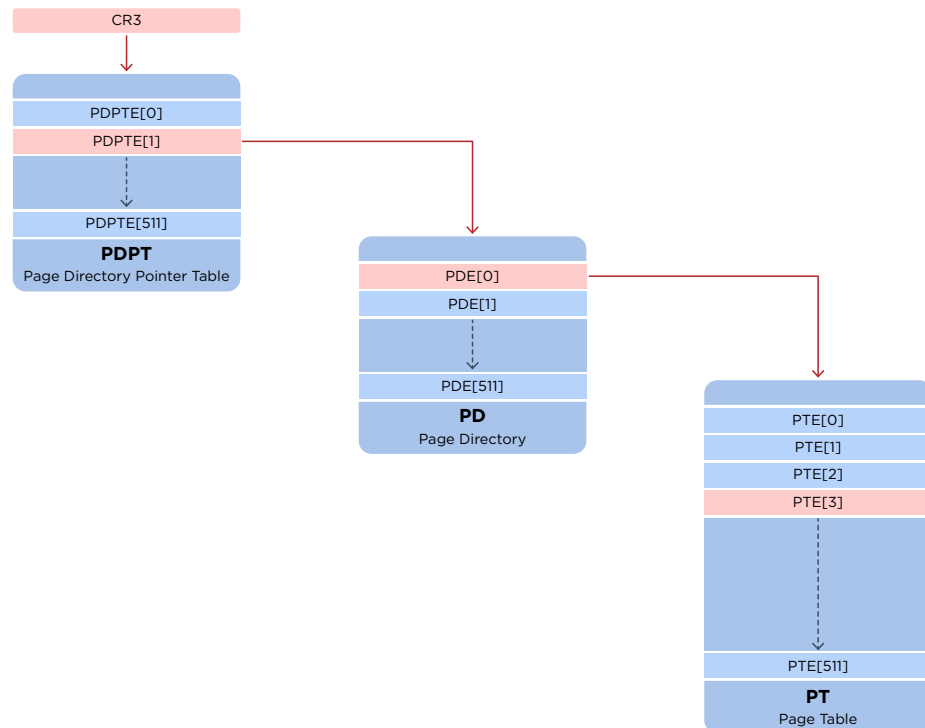 CR3
PDPTE[0]
PDPTE[1]
PDPTE[511]
PDPT
Page Directory Pointer Table
PDE[0]
PDE[1]
PDE[511]
PD
Page Directory
PTE[0]
PTE[1]
PTE[2]
PTE[3]
PTE[511]
PT
Page Table